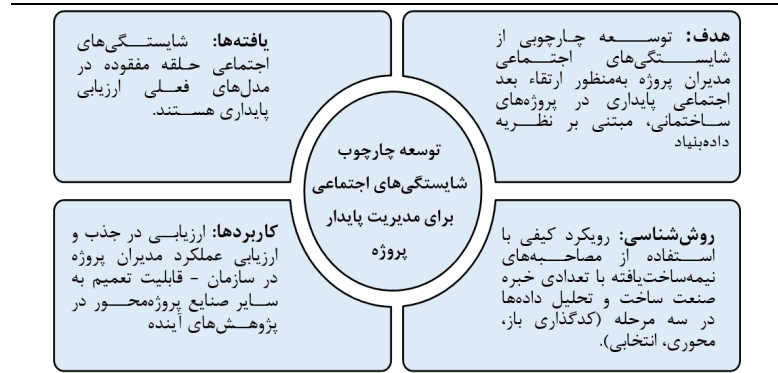 هدف: توسعه چارچوبی از
شایستگی‌های اجتماعی
مدیران پروژه به‌منظور ارتقاء بعد
اجتماعی پایداری در پروژه‌های
ساختمانی، مبتنی بر نظریه
داده‌بنیاد
یافته‌ها: شایستگی‌های
اجتماعی حلقه مفقوده در
مدل‌های فعلی ارزیابی
پایداری هستند.
توسعه چارچوب
شایستگی‌های اجتماعی
برای مدیریت پایدار
پروژه
روش‌شناسی: رویکرد کیفی با
استفاده از مصاحبه‌های
نیمه‌ساخت‌یافته با تعدادی خبره
صنعت ساخت و تحلیل داده‌ها
در سه مرحله (کدگذاری باز،
محوری، انتخابی).
کاربردها: ارزیابی در جذب و
ارزیابی عملکرد مدیران پروژه
در سازمان - قابلیت تعمیم به
سایر صنایع پروژه‌محور در
پژوهش‌های آینده